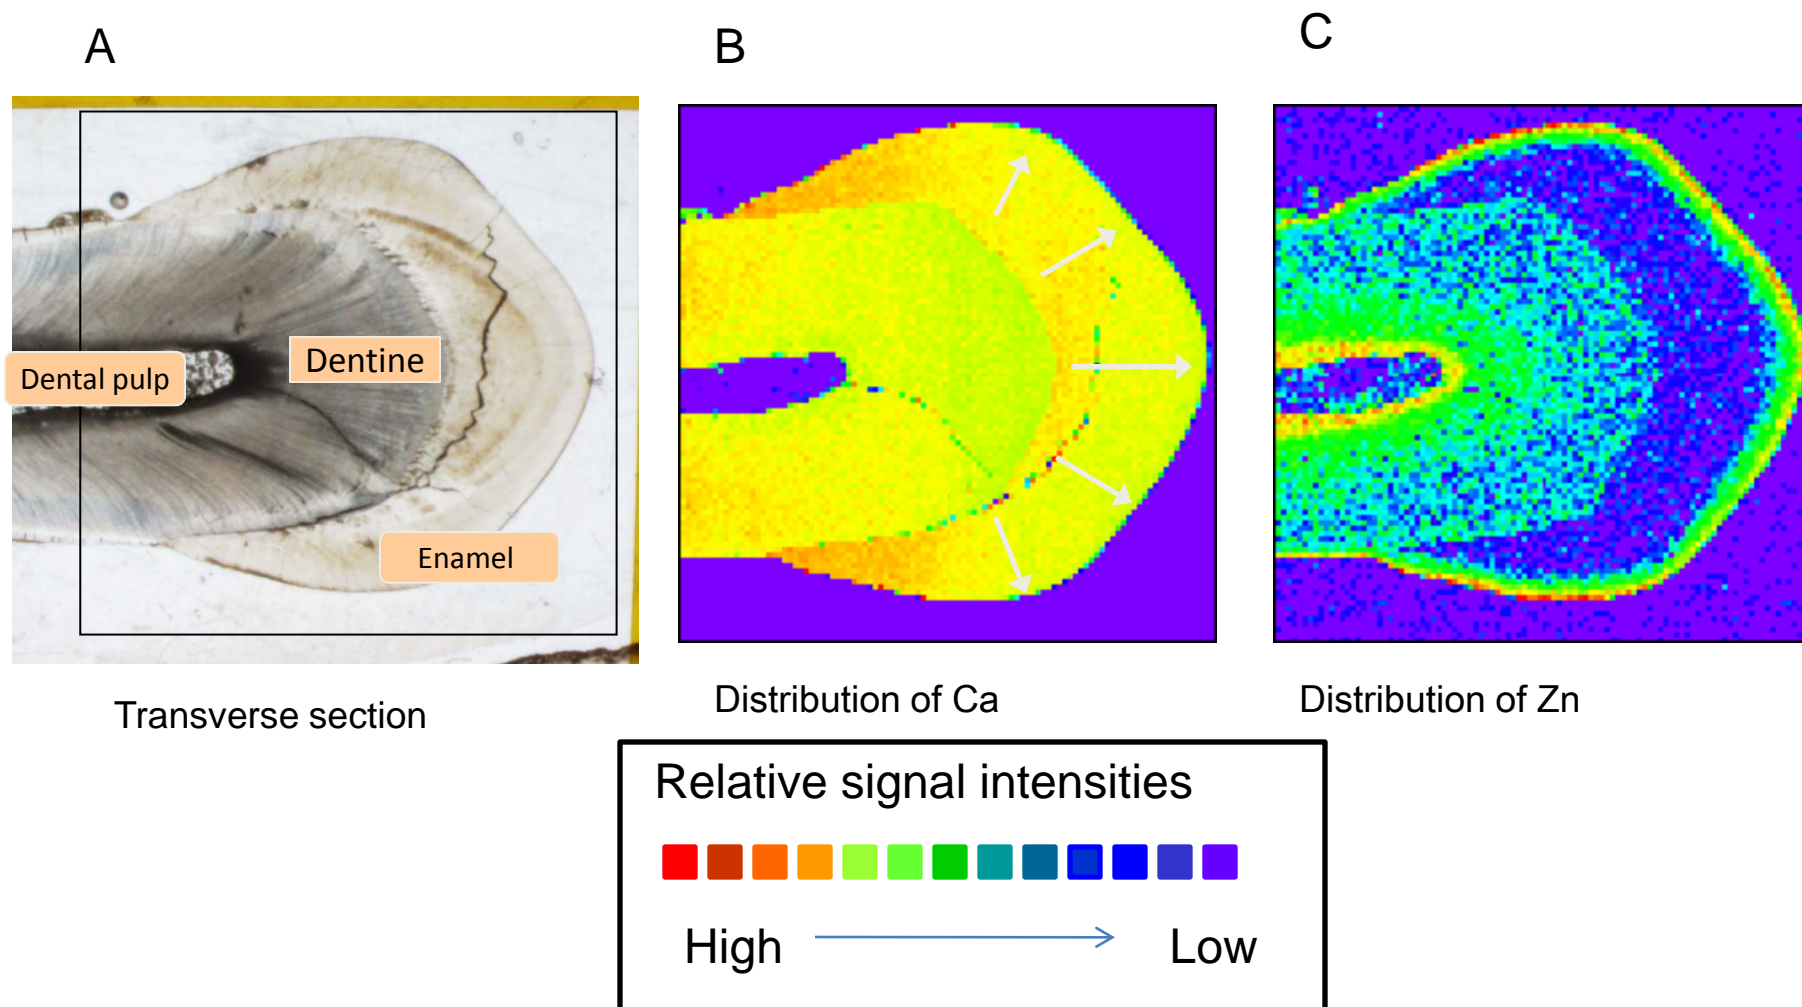 A
B
C
Dental pulp
Dentine
Enamel
Transverse section
Distribution of Ca
Distribution of Zn
Relative signal intensities
High
Low